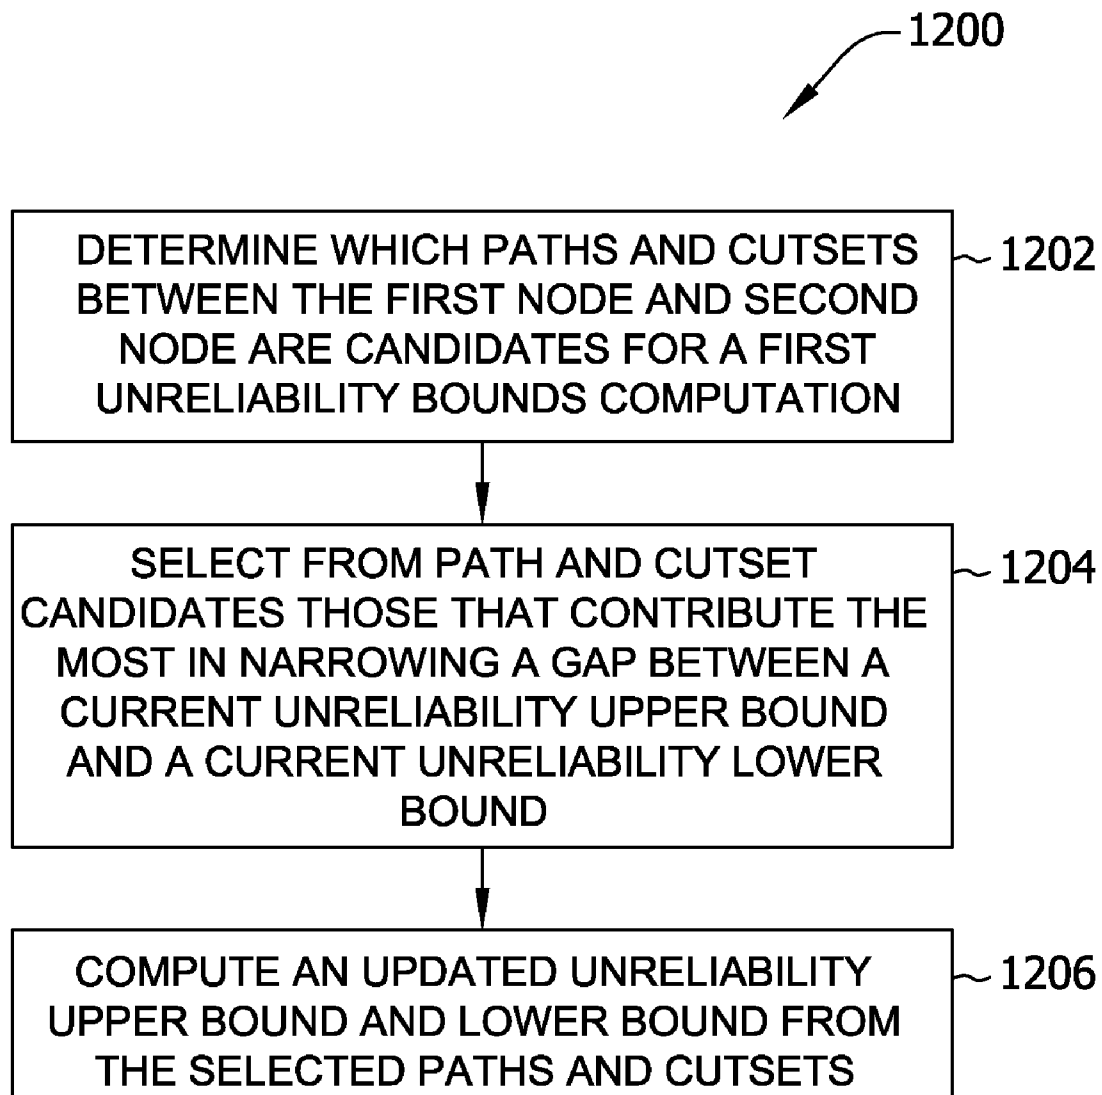 1200
DETERMINE WHICH PATHS AND CUTSETS
BETWEEN THE FIRST NODE AND SECOND
NODE ARE CANDIDATES FOR A FIRST
UNRELIABILITY BOUNDS COMPUTATION
1202
SELECT FROM PATH AND CUTSET
CANDIDATES THOSE THAT CONTRIBUTE THE
MOST IN NARROWING A GAP BETWEEN A
CURRENT UNRELIABILITY UPPER BOUND
AND A CURRENT UNRELIABILITY LOWER
BOUND
1204
COMPUTE AN UPDATED UNRELIABILITY
UPPER BOUND AND LOWER BOUND FROM
THE SELECTED PATHS AND CUTSETS
1206